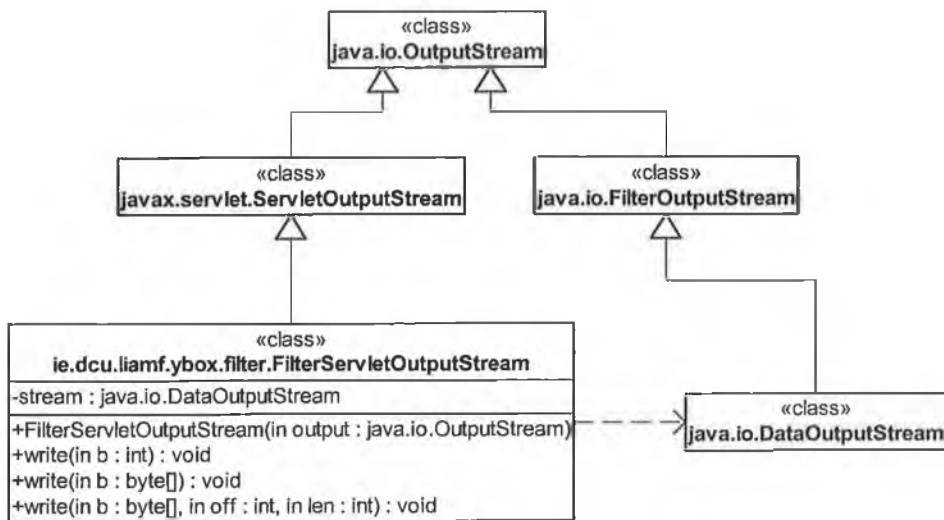 «class»
java.io.OutputStream
«class»
javax.servlet.ServletOutputStream
«class»
java.io.FilterOutputStream
«class»
ie.dcu.liamf.ybox.filter.FilterServletOutputStream
-stream : java.io.DataOutputStream
+FilterServletOutputStream(in output : java.io.OutputStream)
+write(in b : int) : void
+write(in b : byte[]) : void
+write(in b : byte[], in off : int, in len : int) : void
«class»
java.io.DataOutputStream